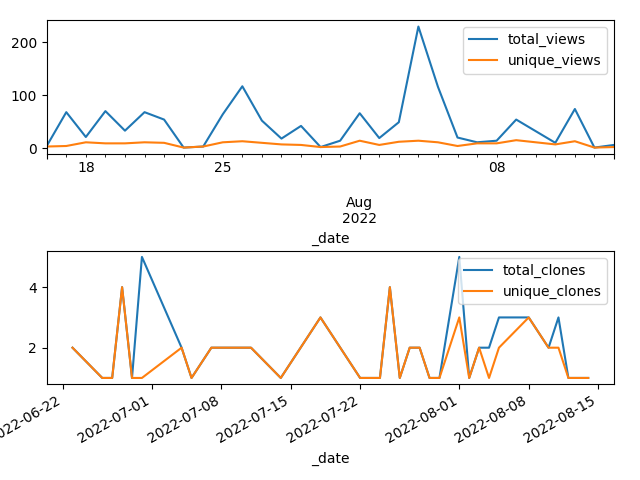 200
100
0
total_views
unique_views
18
25
08
Aug
2022
_date
4
2
total_clones
unique_clones
022-06-22
2022-07-01
2022-07-08
2022-07-15
2022-07-22
2022-08-01
2022-08-08
2022-08-15
_date